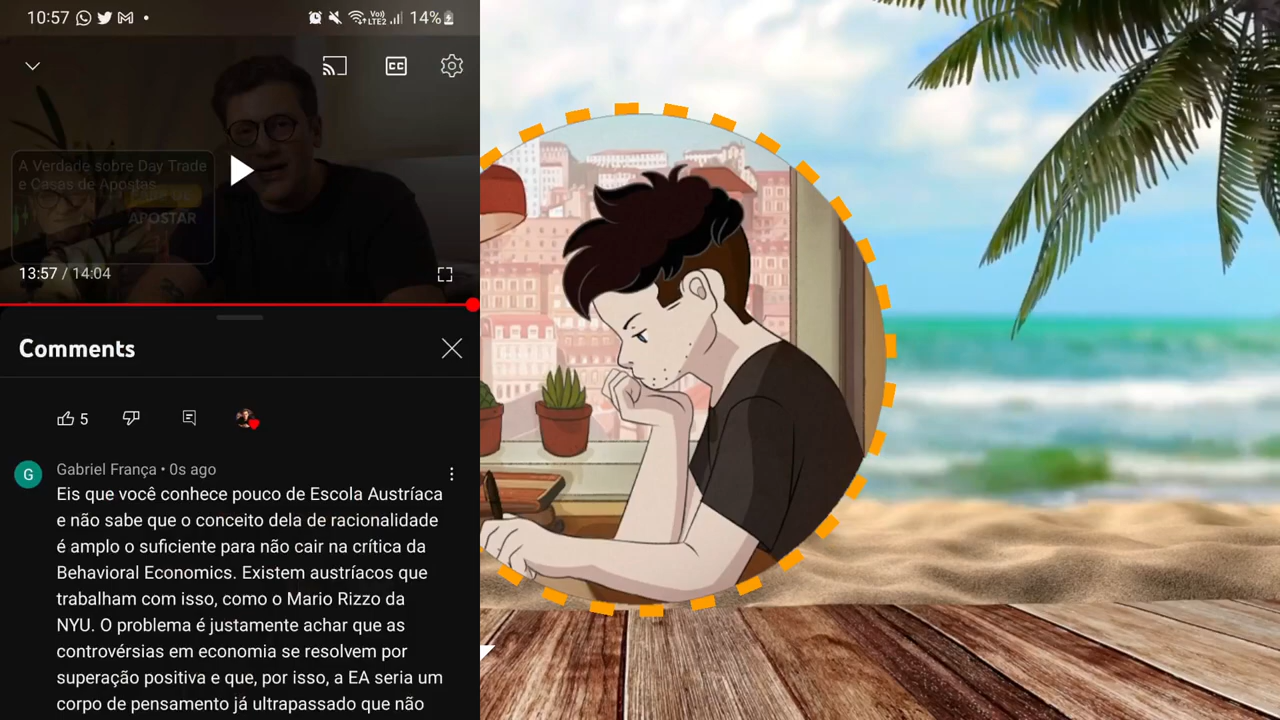 10:57
Vo)
LTE2
14%
CC
A Verdade sobre Day Trade
e Casas de Apostas
APOSTAR
13:57 / 14:04
Comments
5
G
Gabriel França • 0s ago
Eis que você conhece pouco de Escola Austríaca
e não sabe que o conceito dela de racionalidade
é amplo o suficiente para não cair na crítica da
Behavioral Economics. Existem austríacos que
trabalham com isso, como o Mario Rizzo da
NYU. O problema é justamente achar que as
controvérsias em economia se resolvem por
superação positiva e que, por isso, a EA seria um
corpo de pensamento já ultrapassado que não